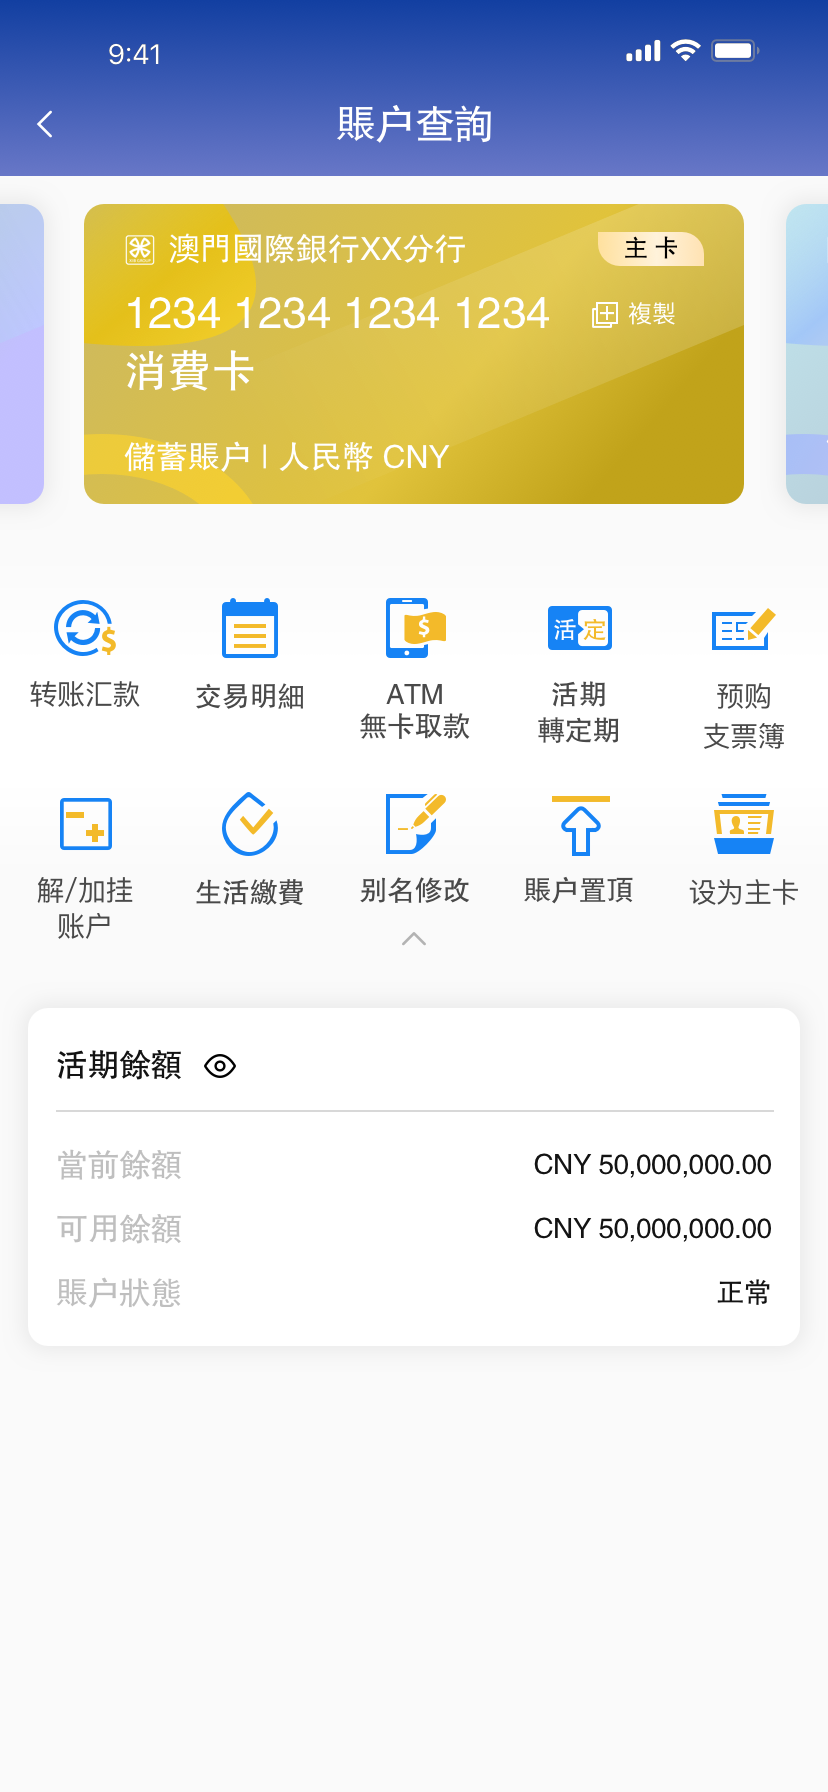 9:41
賬户查詢
澳門國際銀行XX分行
主 卡
1234 1234 1234 1234
複製
消費卡
儲蓄賬户 | 人民幣 CNY
$
$
活 定
转账汇款
交易明細
ATM
無卡取款
活期
轉定期
预购
支票簿
解/加挂
账户
生活繳費
别名修改
賬户置頂
设为主卡
活期餘額
當前餘額 CNY 50,000,000.00
可用餘額 CNY 50,000,000.00
賬户狀態 正常